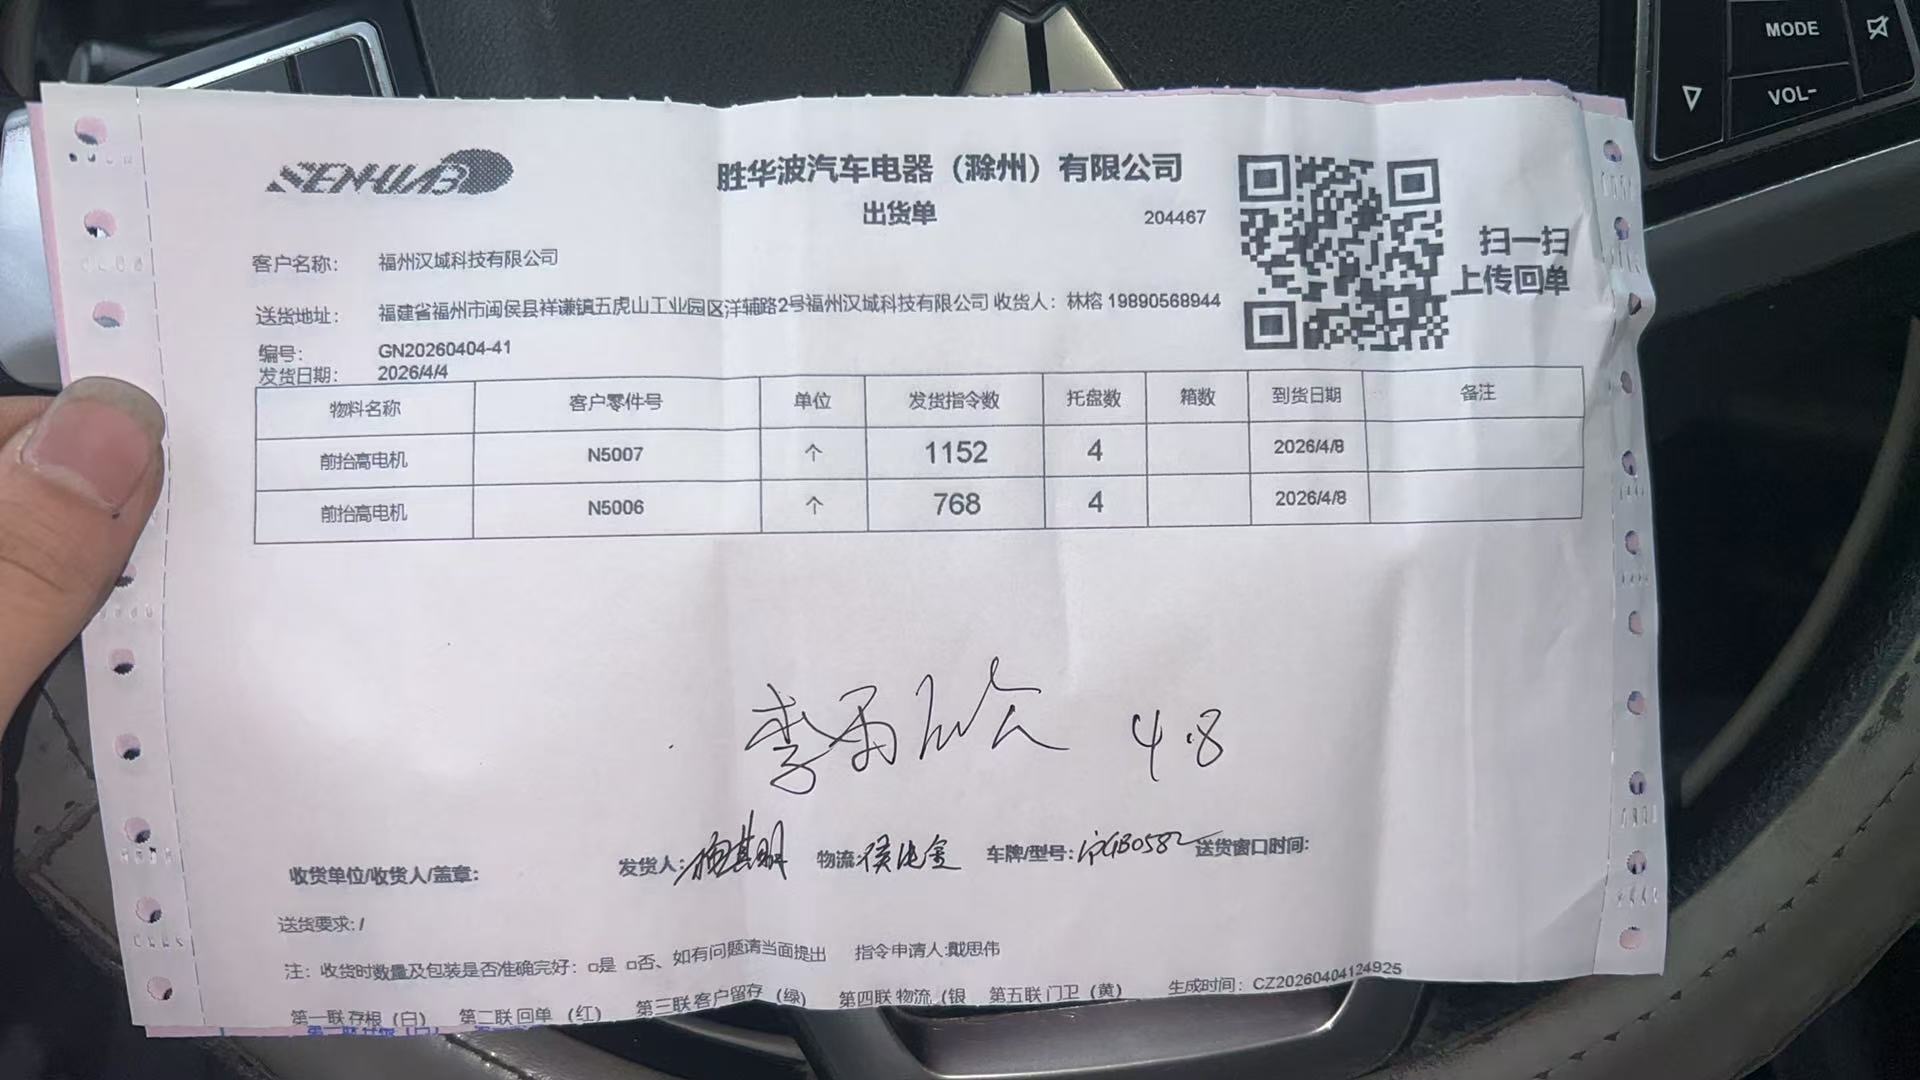 MODE
VOL-
SENHUAB
胜华波汽车电器（滁州）有限公司
出货单
204467
扫一扫
上传回单
客户名称： 福州汉域科技有限公司
送货地址： 福建省福州市闽侯县祥谦镇五虎山工业园区洋辅路2号福州汉域科技有限公司 收货人：林榕 19890568944
编号： GN20260404-41
发货日期： 2026/4/4
物料名称 客户零件号 单位 发货指令数 托盘数 箱数 到货日期 备注
前抬高电机 N5007 个 1152 4 2026/4/8
前抬高电机 N5006 个 768 4 2026/4/8
李 4.8
收货单位/收货人/盖章： 发货人： 物流： 车牌/型号：沪GB0582 送货窗口时间：
送货要求：/
注：收货时数量及包装是否准确完好：□是 □否、如有问题请当面提出 指令申请人:戴思伟
第一联 存根（白） 第二联 回单（红） 第三联 客户留存（绿） 第四联 物流（银 第五联 门卫（黄） 生成时间：CZ20260404124925